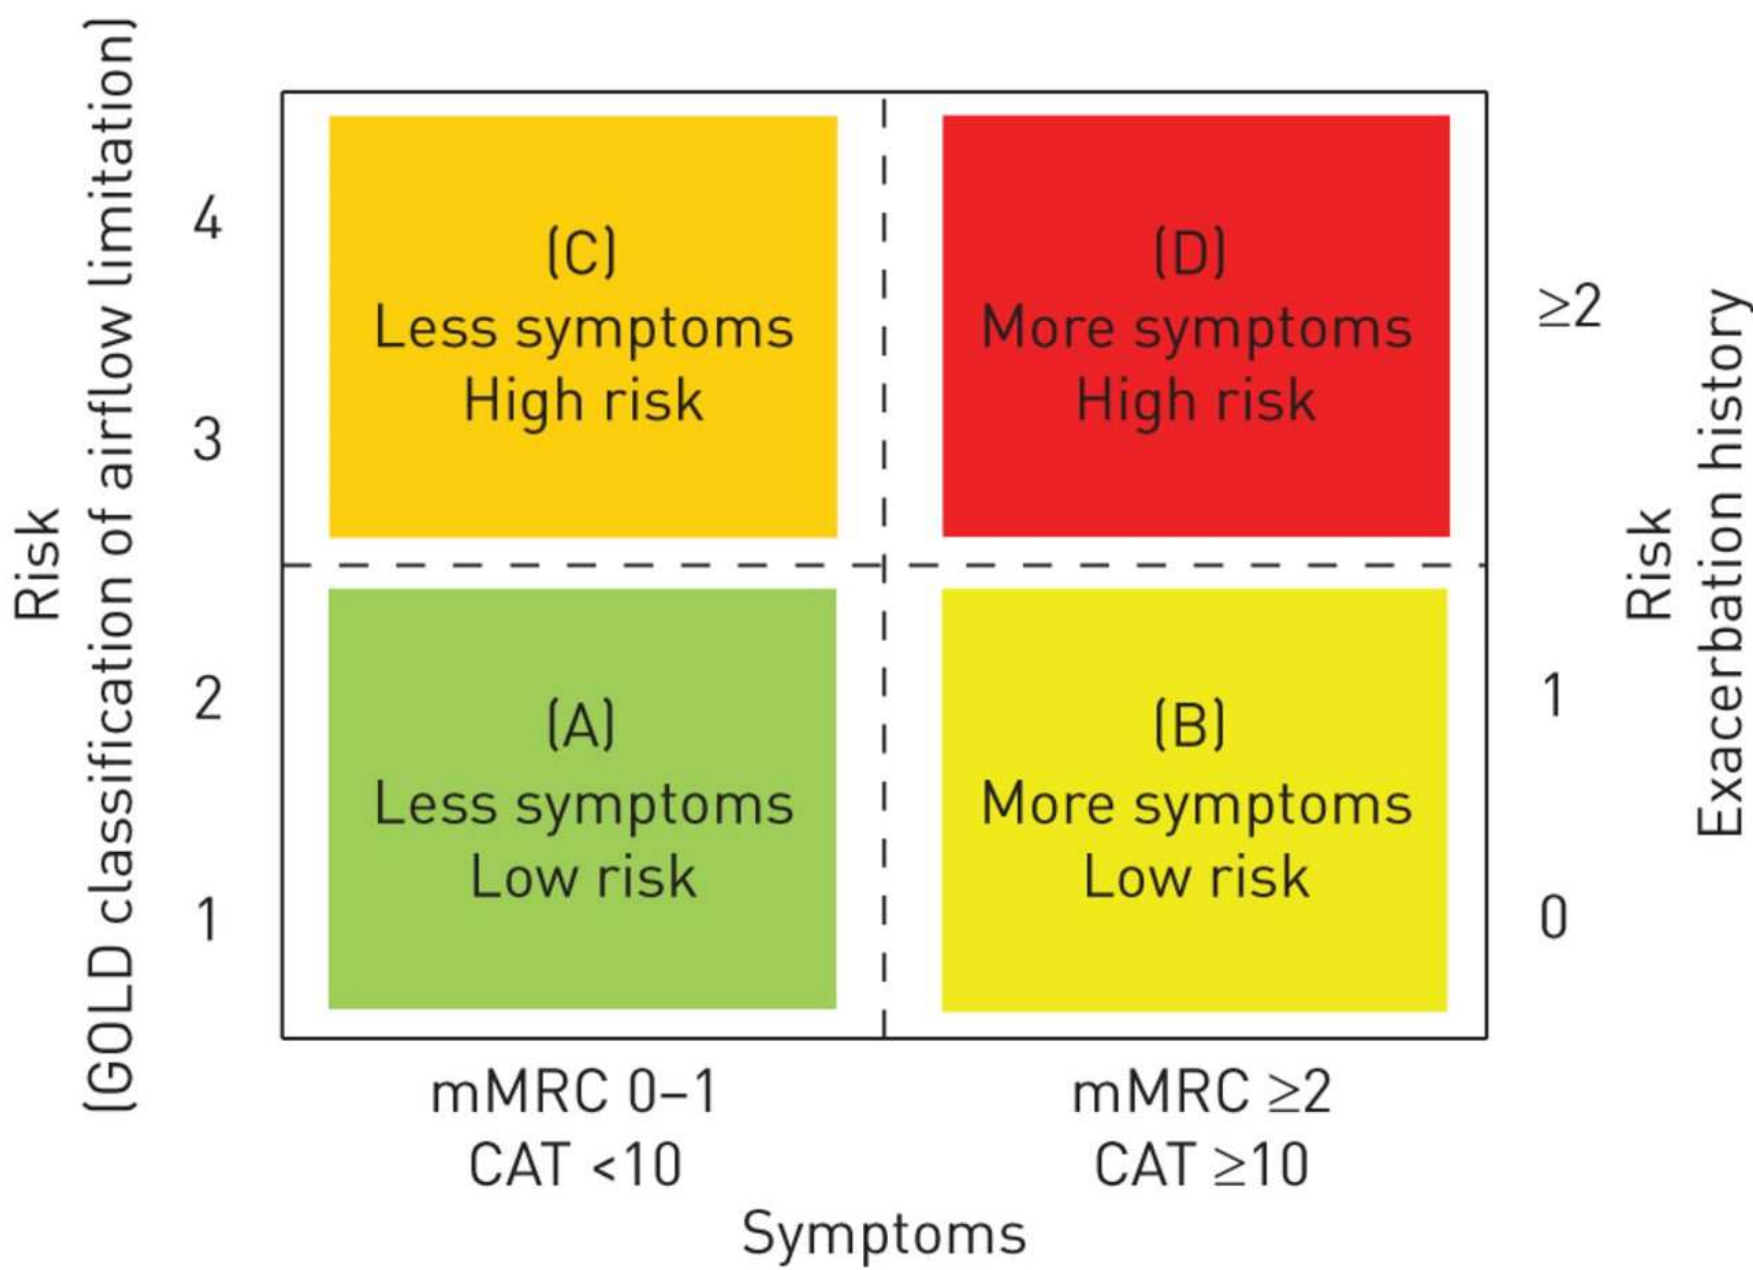 Risk
(GOLD classification of airflow limitation)
4
3
2
1
(C)
Less symptoms
High risk
(D)
More symptoms
High risk
(A)
Less symptoms
Low risk
(B)
More symptoms
Low risk
≥2
1
0
Risk
Exacerbation history
mMRC 0–1
CAT <10
mMRC ≥2
CAT ≥10
Symptoms